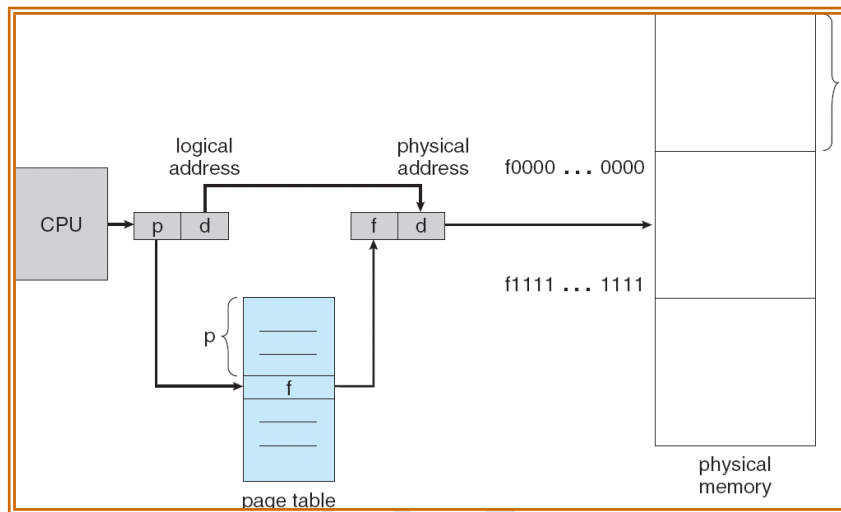 logical
address
physical
address
f0000 ... 0000
CPU
p
d
f
d
f1111 ... 1111
p
f
physical
memory
page table